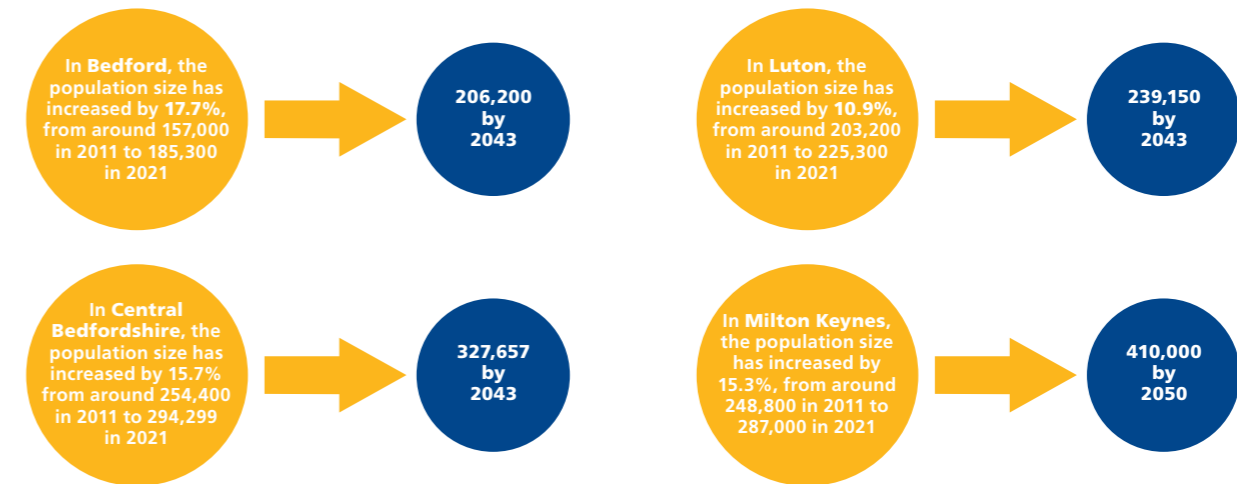 In Bedford, the
population size has
increased by 17.7%,
from around 157,000
in 2011 to 185,300
in 2021
206,200
by
2043
In Luton, the
population size has
increased by 10.9%,
from around 203,200
in 2011 to 225,300
in 2021
239,150
by
2043
In Central
Bedfordshire, the
population size has
increased by 15.7%
from around 254,400
in 2011 to 294,299
in 2021
327,657
by
2043
In Milton Keynes,
the population size
has increased by
15.3%, from around
248,800 in 2011 to
287,000 in 2021
410,000
by
2050